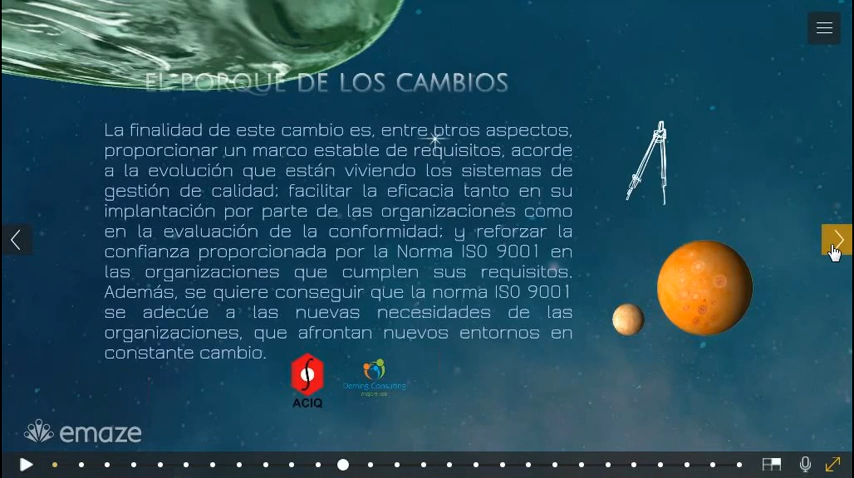 EL PORQUE DE LOS CAMBIOS
La finalidad de este cambio es, entre otros aspectos,
proporcionar un marco estable de requisitos, acorde
a la evolución que están viviendo los sistemas de
gestión de calidad; facilitar la eficacia tanto en su
implantación por parte de las organizaciones como
en la evaluación de la conformidad; y reforzar la
confianza proporcionada por la Norma ISO 9001 en
las organizaciones que cumplen sus requisitos.
Además, se quiere conseguir que la norma ISO 9001
se adecúe a las nuevas necesidades de las
organizaciones, que afrontan nuevos entornos en
constante cambio.
ACIQ
Deming Consulting
emaze